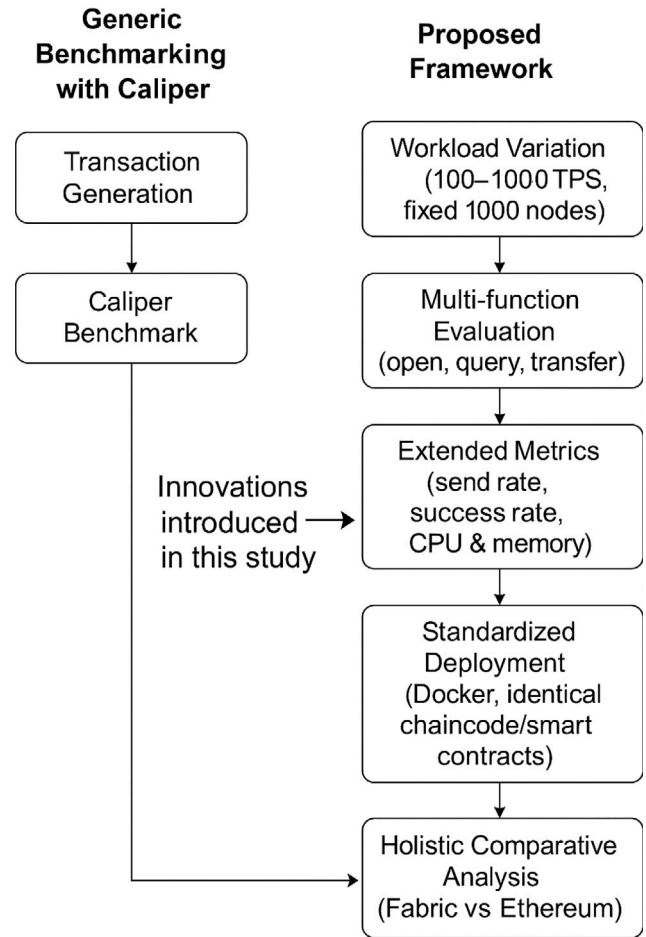 Generic
Benchmarking
with Caliper
Transaction
Generation
Caliper
Benchmark
Innovations
introduced
in this study
Proposed
Framework
Workload Variation
(100–1000 TPS,
fixed 1000 nodes)
Multi-function
Evaluation
(open, query, transfer)
Extended Metrics
(send rate,
success rate,
CPU & memory)
Standardized
Deployment
(Docker, identical
chaincode/smart
contracts)
Holistic Comparative
Analysis
(Fabric vs Ethereum)